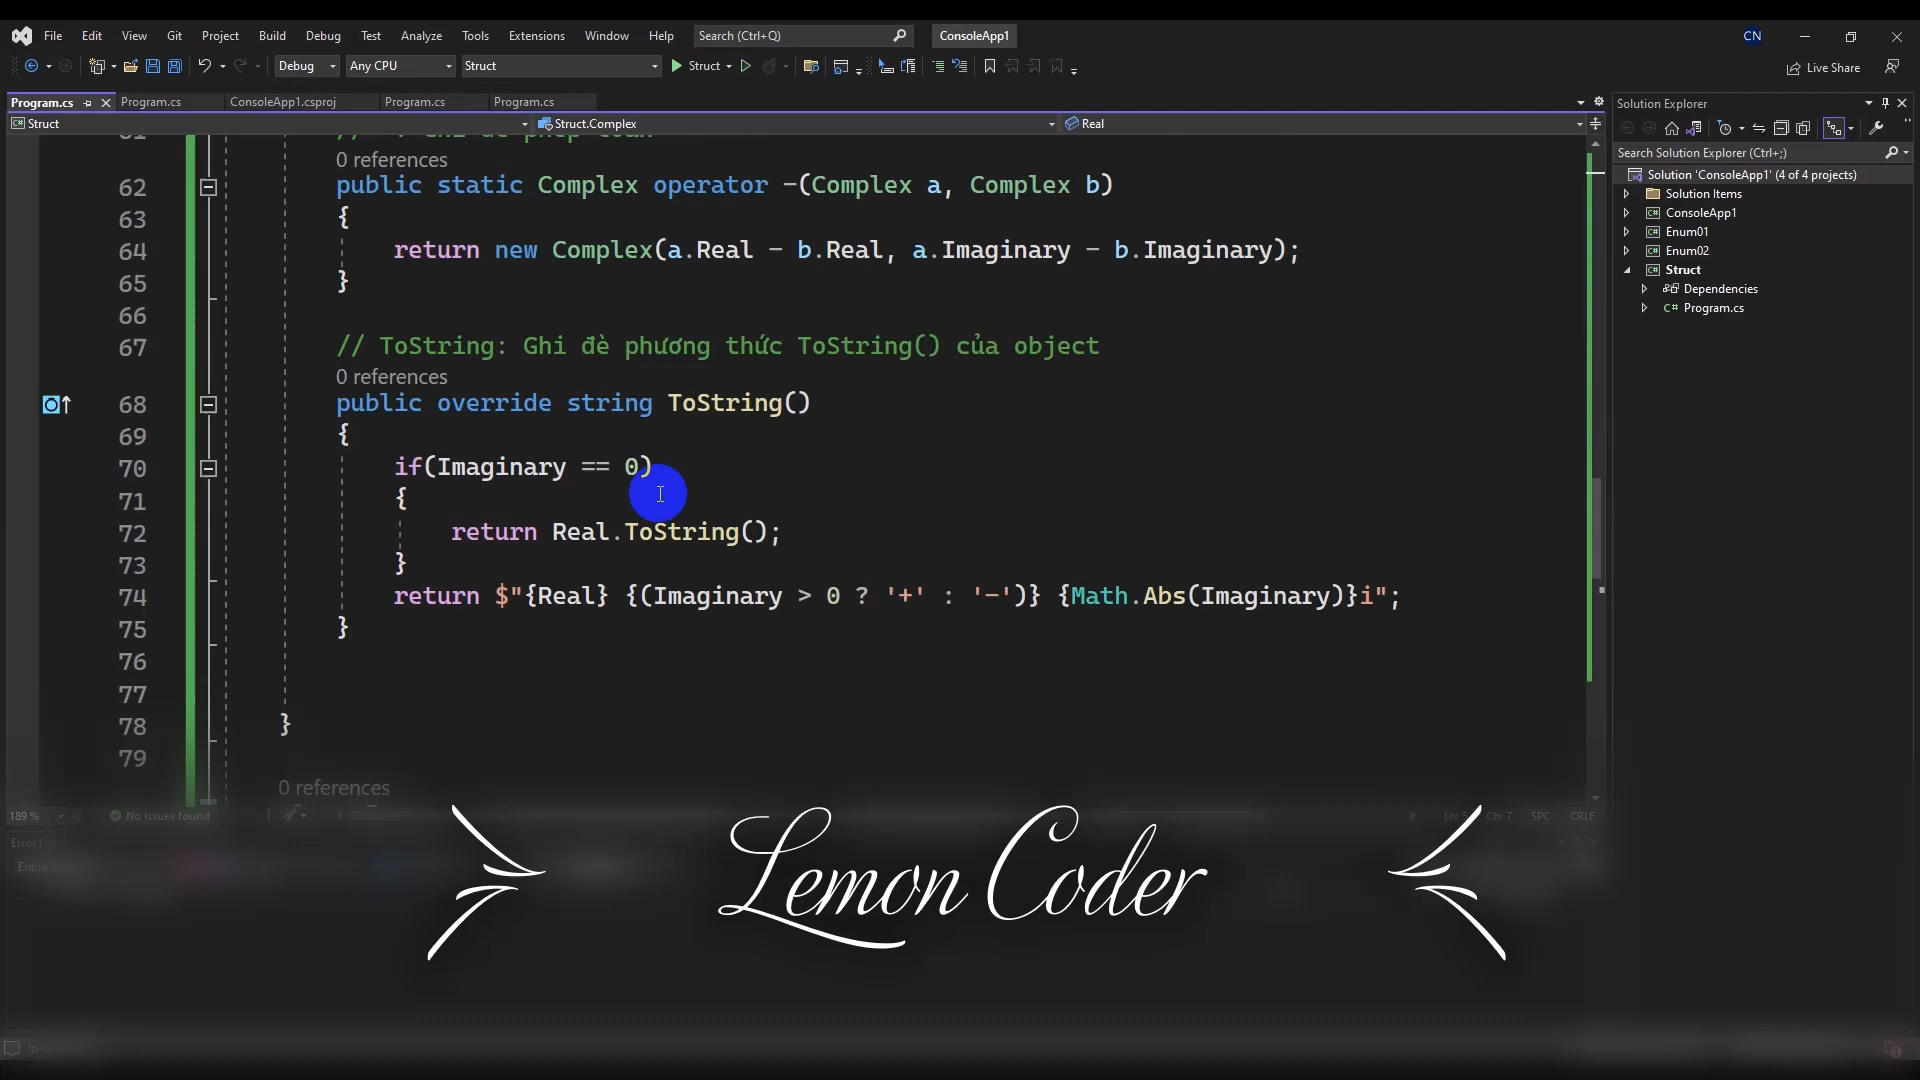 File Edit View Git Project Build Debug Test Analyze Tools Extensions Window Help Search (Ctrl+Q) ConsoleApp1 CN
Debug Any CPU Struct Struct Live Share
Program.cs Program.cs ConsoleApp1.csproj Program.cs Program.cs
Struct Struct.Complex Real
0 references
62 public static Complex operator -(Complex a, Complex b)
63 {
64 return new Complex(a.Real - b.Real, a.Imaginary - b.Imaginary);
65 }
66
67 // ToString: Ghi đè phương thức ToString() của object
0 references
68 public override string ToString()
69 {
70 if(Imaginary == 0)
71 {
72 return Real.ToString();
73 }
74 return $"{Real} {(Imaginary > 0 ? '+' : '-')} {Math.Abs(Imaginary)}i";
75 }
76
77
78 }
79
0 references
189 % No issues found Ch: 7 SPC CRLF
Solution Explorer
Search Solution Explorer (Ctrl+;)
Solution 'ConsoleApp1' (4 of 4 projects)
Solution Items
ConsoleApp1
Enum01
Enum02
Struct
Dependencies
C# Program.cs
Lemon Coder